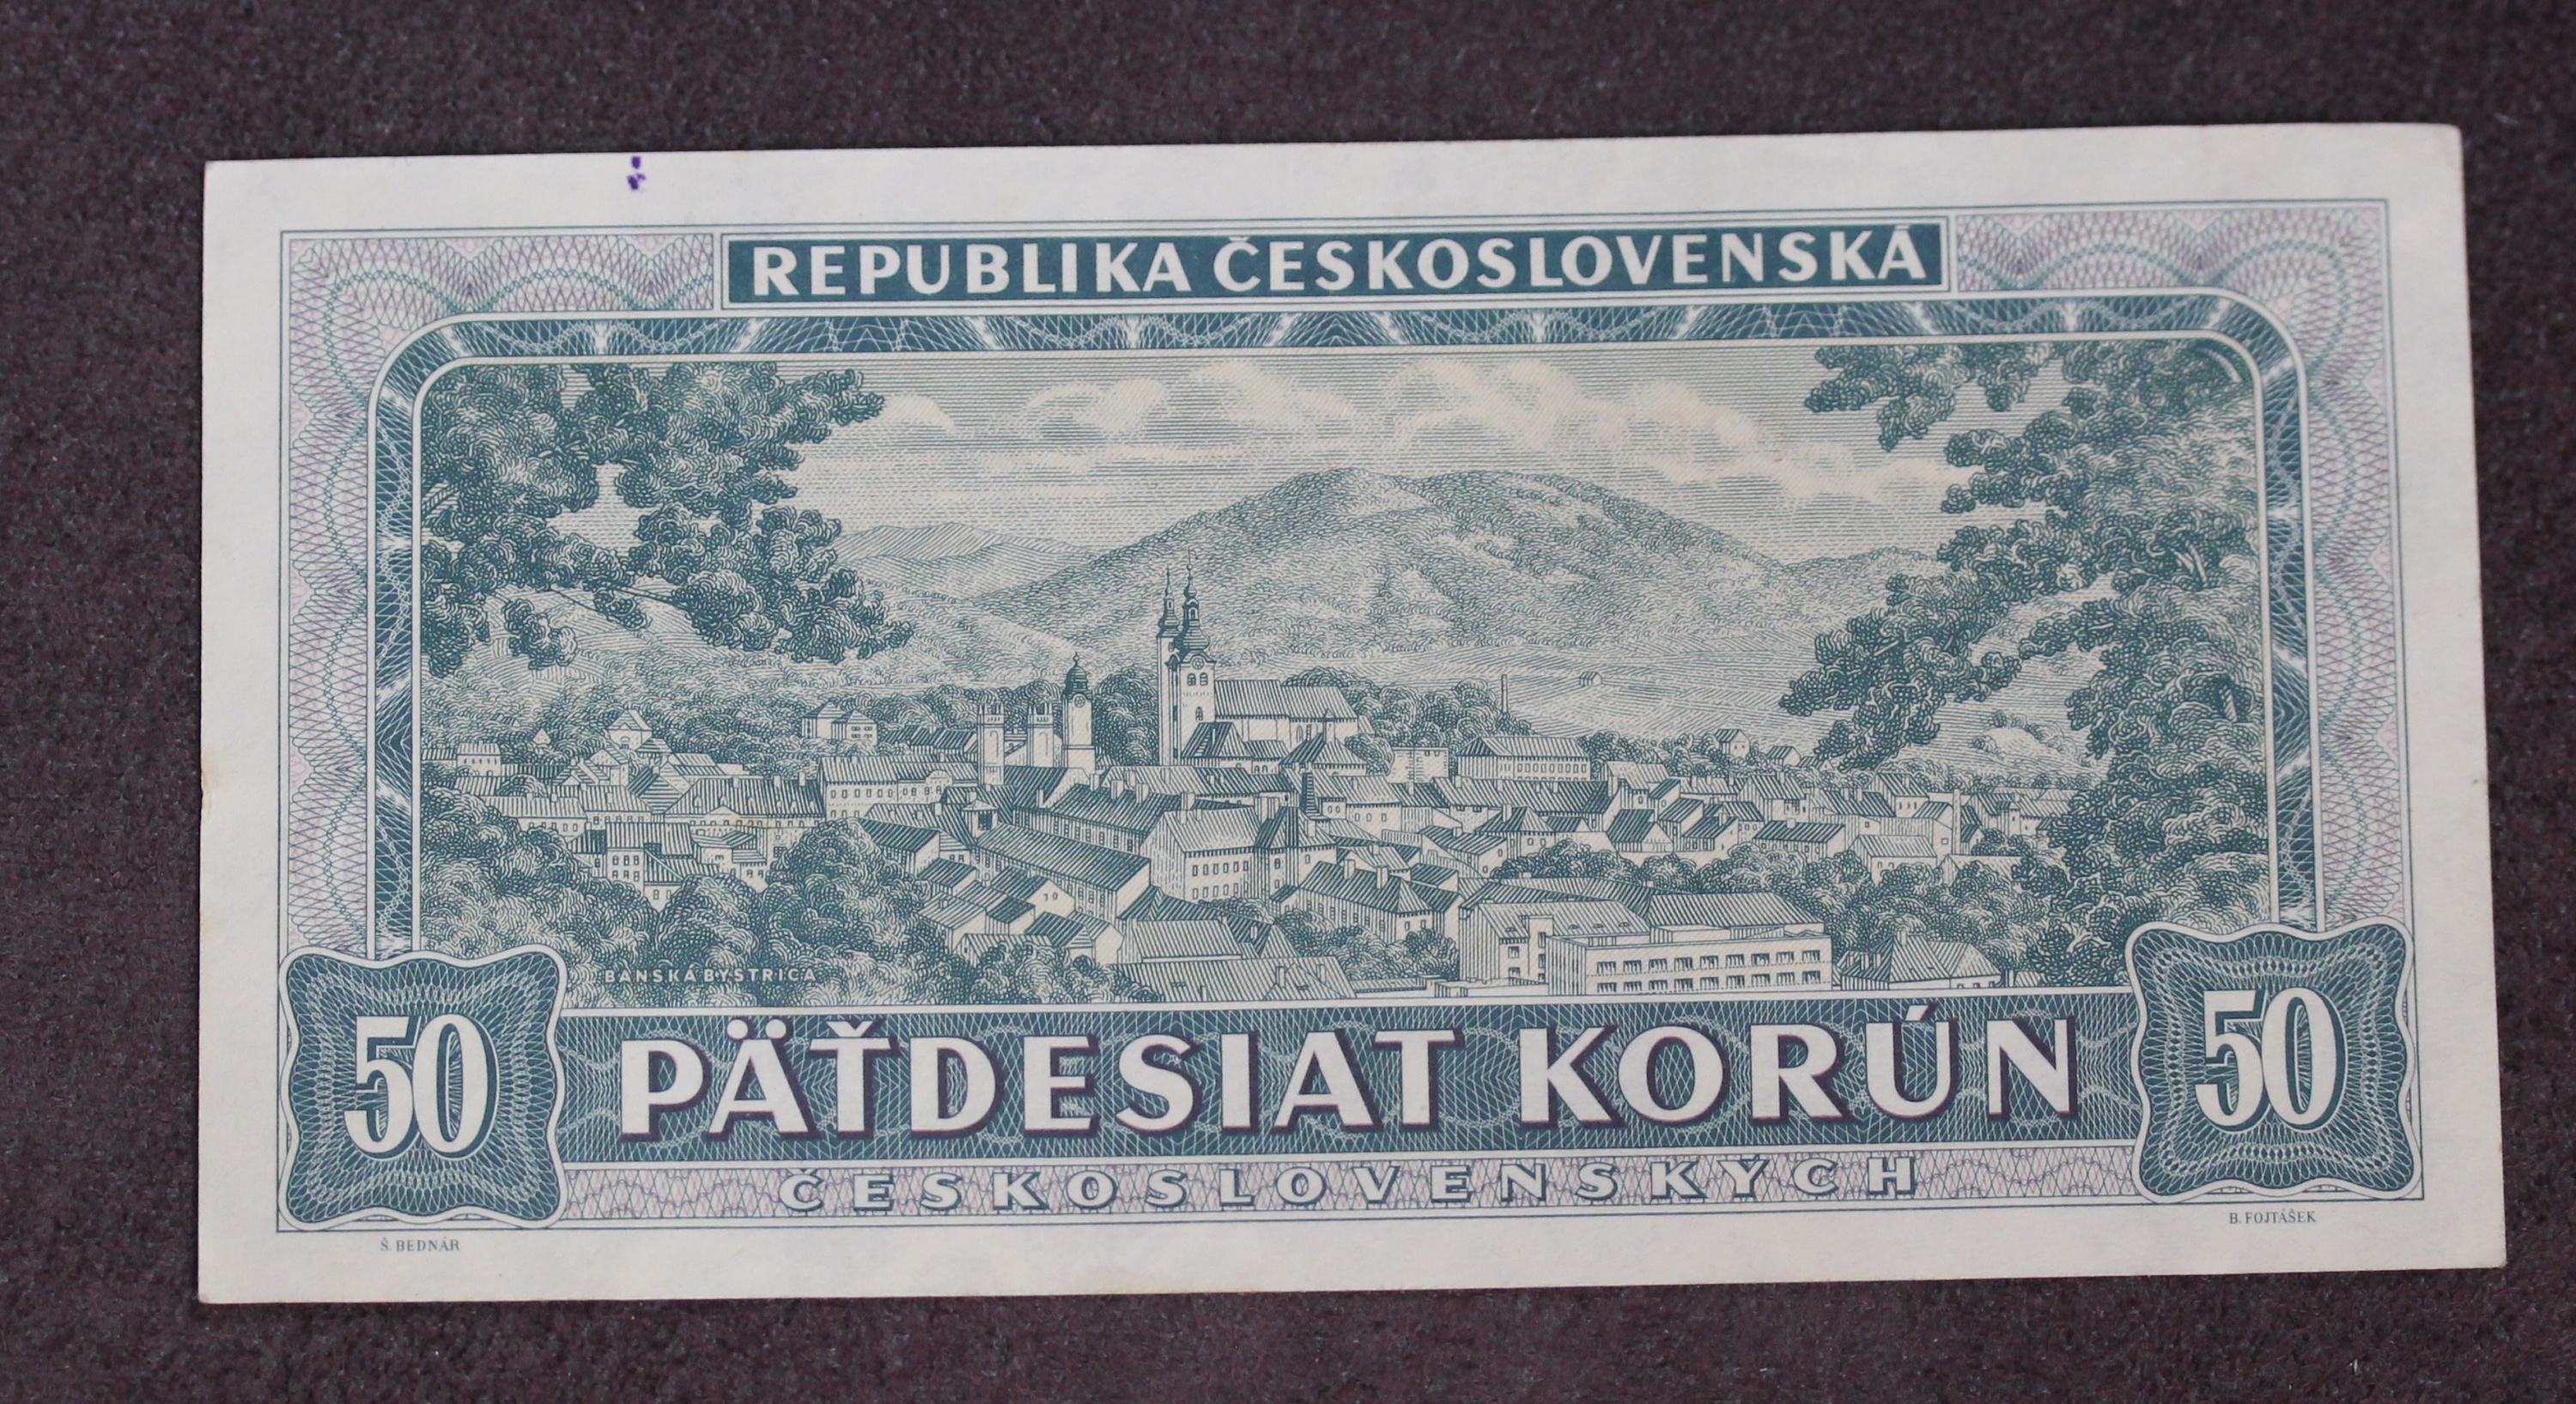 REPUBLIKA ČESKOSLOVENSKÁ
BANSKÁ BYSTRICA
50 PÄŤDESIAT KORÚN 50
ČESKOSLOVENSKÝCH
Š. BEDNÁR B. FOJTÁŠEK